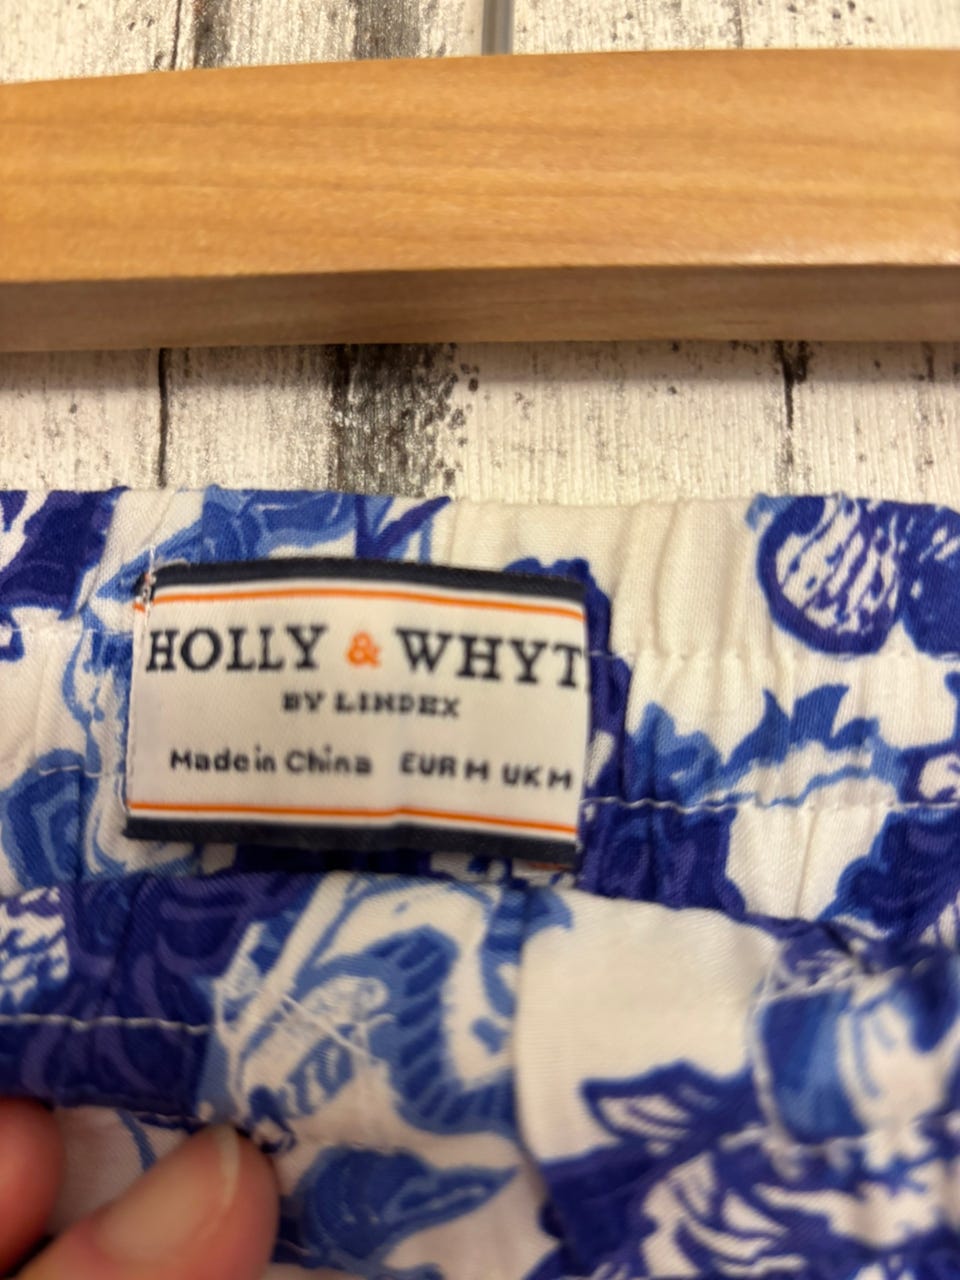 HOLLY & WHYT
BY LINDEX
Made in China EUR M UK M